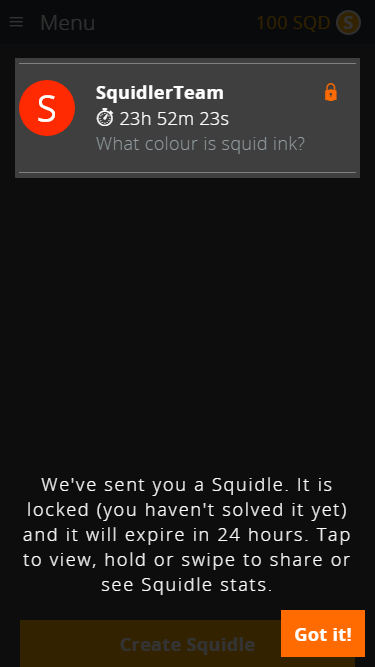 Menu
100 SQD S
S
SquidlerTeam
23h 52m 23s
What colour is squid ink?
We've sent you a Squidle. It is
locked (you haven't solved it yet)
and it will expire in 24 hours. Tap
to view, hold or swipe to share or
see Squidle stats.
Create Squidle
Got it!